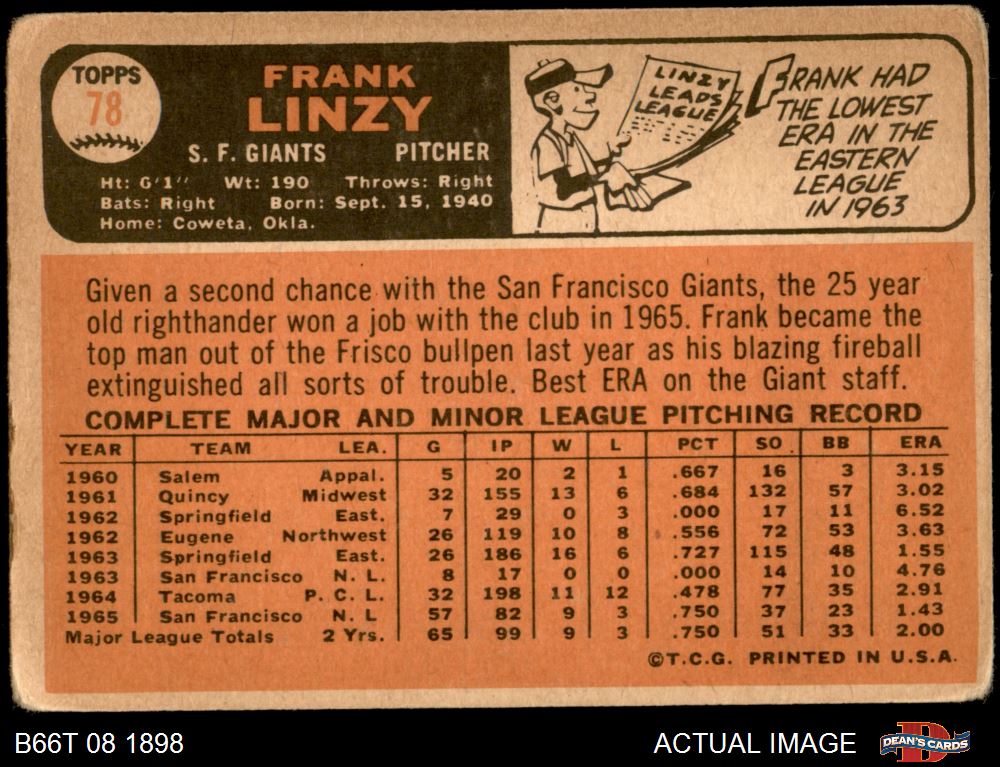 TOPPS
78
FRANK
LINZY
S. F. GIANTS PITCHER
Ht: 6'1" Wt: 190 Throws: Right
Bats: Right Born: Sept. 15, 1940
Home: Coweta, Okla.
LINZY
LEADS
LEAGUE
FRANK HAD
THE LOWEST
ERA IN THE
EASTERN
LEAGUE
IN 1963
Given a second chance with the San Francisco Giants, the 25 year
old righthander won a job with the club in 1965. Frank became the
top man out of the Frisco bullpen last year as his blazing fireball
extinguished all sorts of trouble. Best ERA on the Giant staff.
COMPLETE MAJOR AND MINOR LEAGUE PITCHING RECORD
YEAR TEAM LEA. G IP W L PCT SO BB ERA
1960 Salem Appal. 5 20 2 1 .667 16 3 3.15
1961 Quincy Midwest 32 155 13 6 .684 132 57 3.02
1962 Springfield East. 7 29 0 3 .000 17 11 6.52
1962 Eugene Northwest 26 119 10 8 .556 72 53 3.63
1963 Springfield East. 26 186 16 6 .727 115 48 1.55
1963 San Francisco N. L. 8 17 0 0 .000 14 10 4.76
1964 Tacoma P. C. L. 32 198 11 12 .478 77 35 2.91
1965 San Francisco N. L 57 82 9 3 .750 37 23 1.43
Major League Totals 2 Yrs. 65 99 9 3 .750 51 33 2.00
©T.C.G. PRINTED IN U.S.A.
B66T 08 1898
ACTUAL IMAGE
D
DEAN'S CARDS